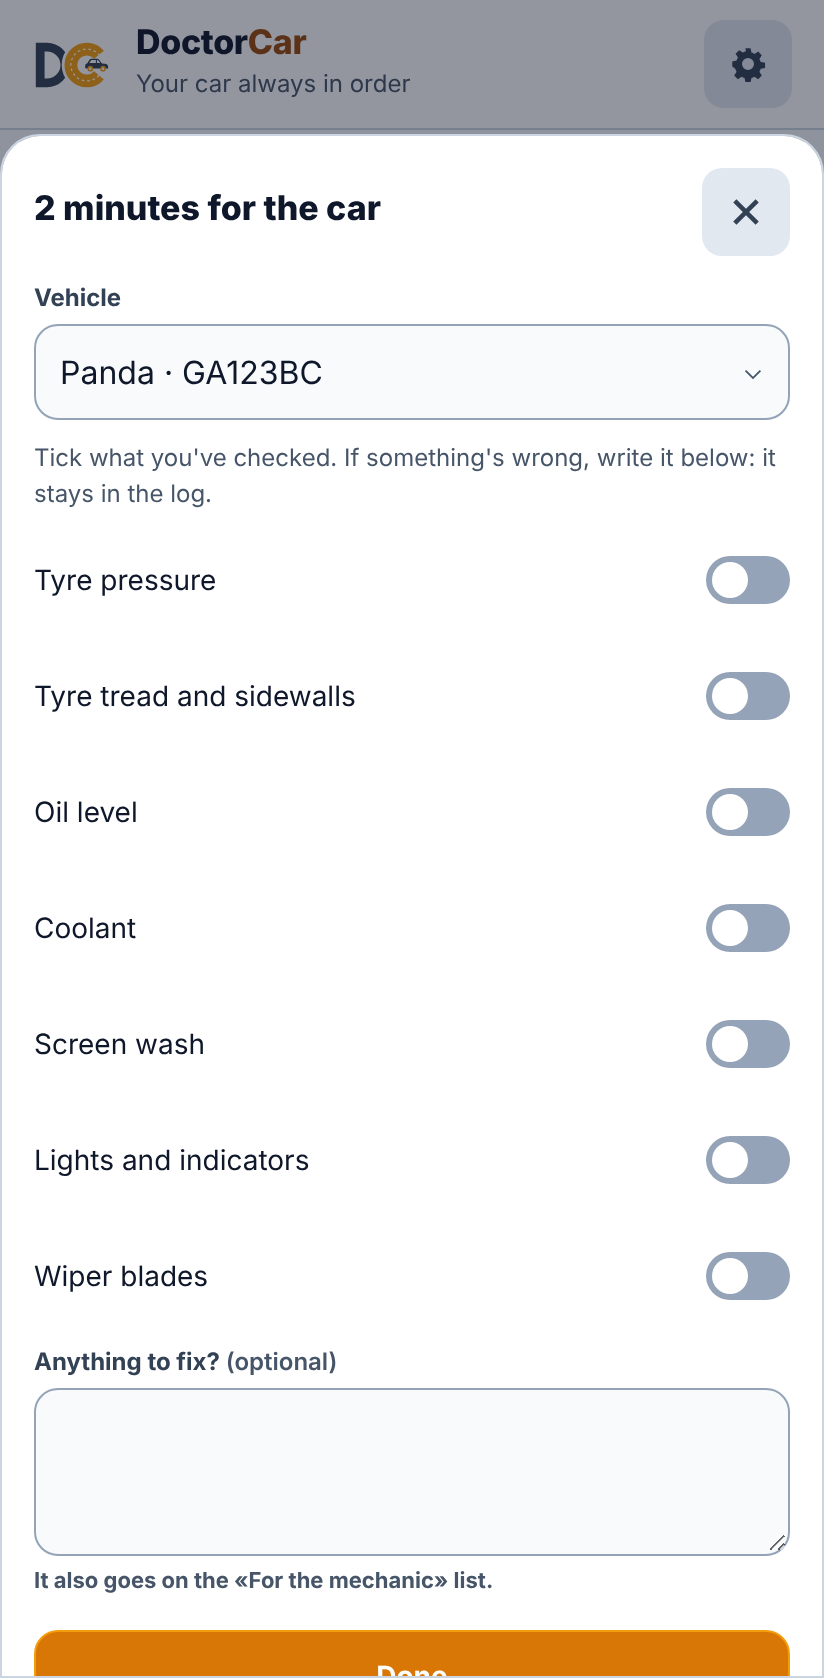 DC
DoctorCar
Your car always in order
2 minutes for the car
Vehicle
Panda · GA123BC
Tick what you've checked. If something's wrong, write it below: it
stays in the log.
Tyre pressure
Tyre tread and sidewalls
Oil level
Coolant
Screen wash
Lights and indicators
Wiper blades
Anything to fix? (optional)
It also goes on the «For the mechanic» list.
Done